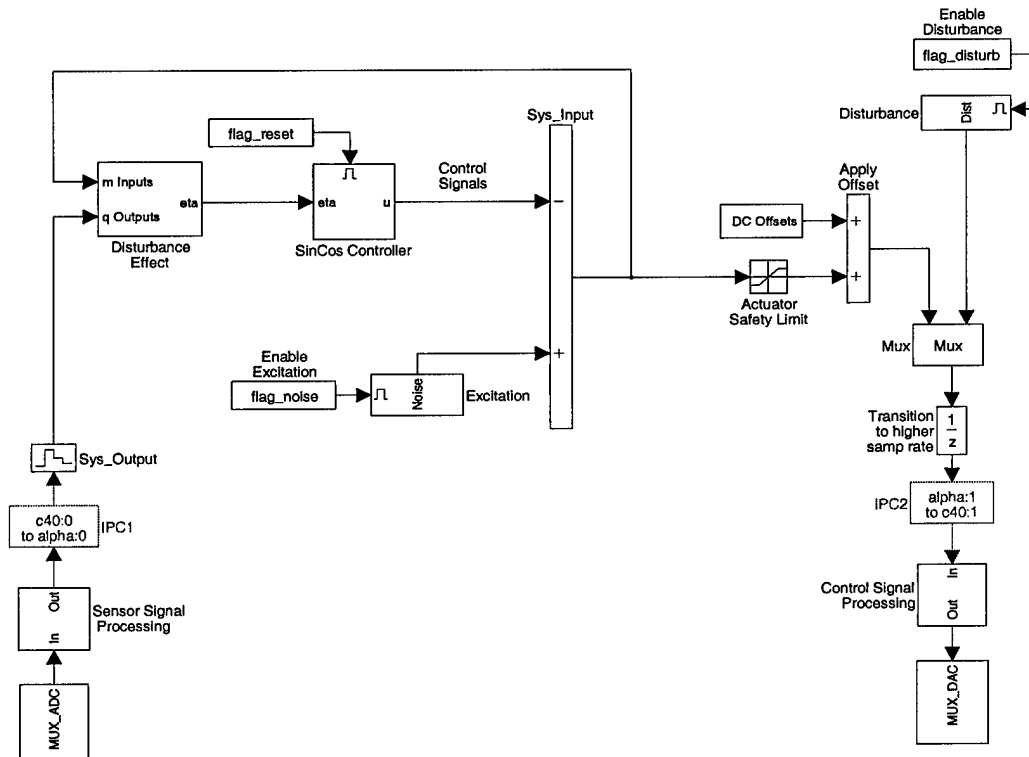 Enable
Disturbance
flag_disturb
Disturbance
Dist
Sys_Input
flag_reset
Control
Signals
Apply
Offset
m Inputs
eta
q Outputs
Disturbance
Effect
eta
u
SinCos Controller
−
DC Offsets
+
+
Actuator
Safety Limit
Enable
Excitation
flag_noise
Noise
Excitation
+
Mux
Mux
Transition
to higher
samp rate
1
z
Sys_Output
c40:0
to alpha:0
IPC1
IPC2
alpha:1
to c40:1
Out
In
Sensor Signal
Processing
Control Signal
Processing
In
Out
MUX_ADC
MUX_DAC